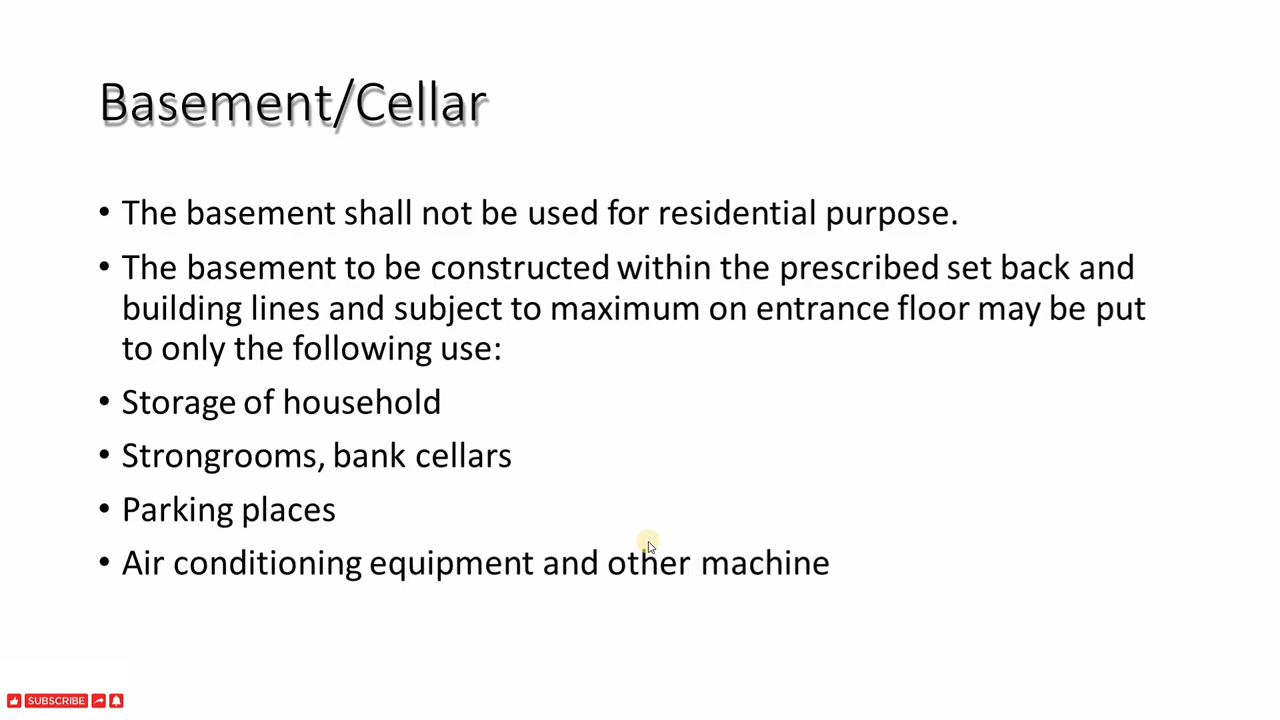 Basement/Cellar
• The basement shall not be used for residential purpose.
• The basement to be constructed within the prescribed set back and
building lines and subject to maximum on entrance floor may be put
to only the following use:
• Storage of household
• Strongrooms, bank cellars
• Parking places
• Air conditioning equipment and other machine
SUBSCRIBE